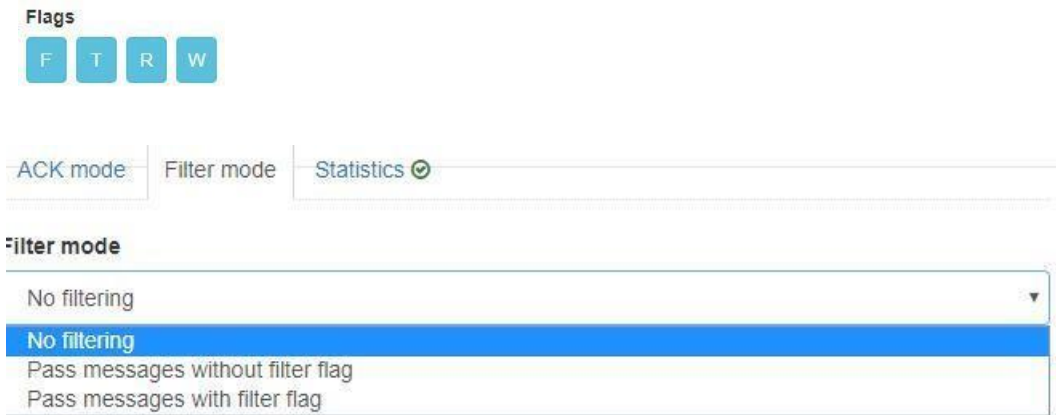 Flags
F T R W
ACK mode Filter mode Statistics
Filter mode
No filtering
No filtering
Pass messages without filter flag
Pass messages with filter flag